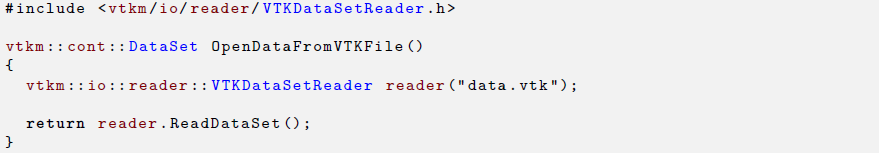 #include <vtkm/io/reader/VTKDataSetReader.h>
vtkm::cont::DataSet OpenDataFromVTKFile()
{
vtkm::io::reader::VTKDataSetReader reader("data.vtk");
return reader.ReadDataSet();
}